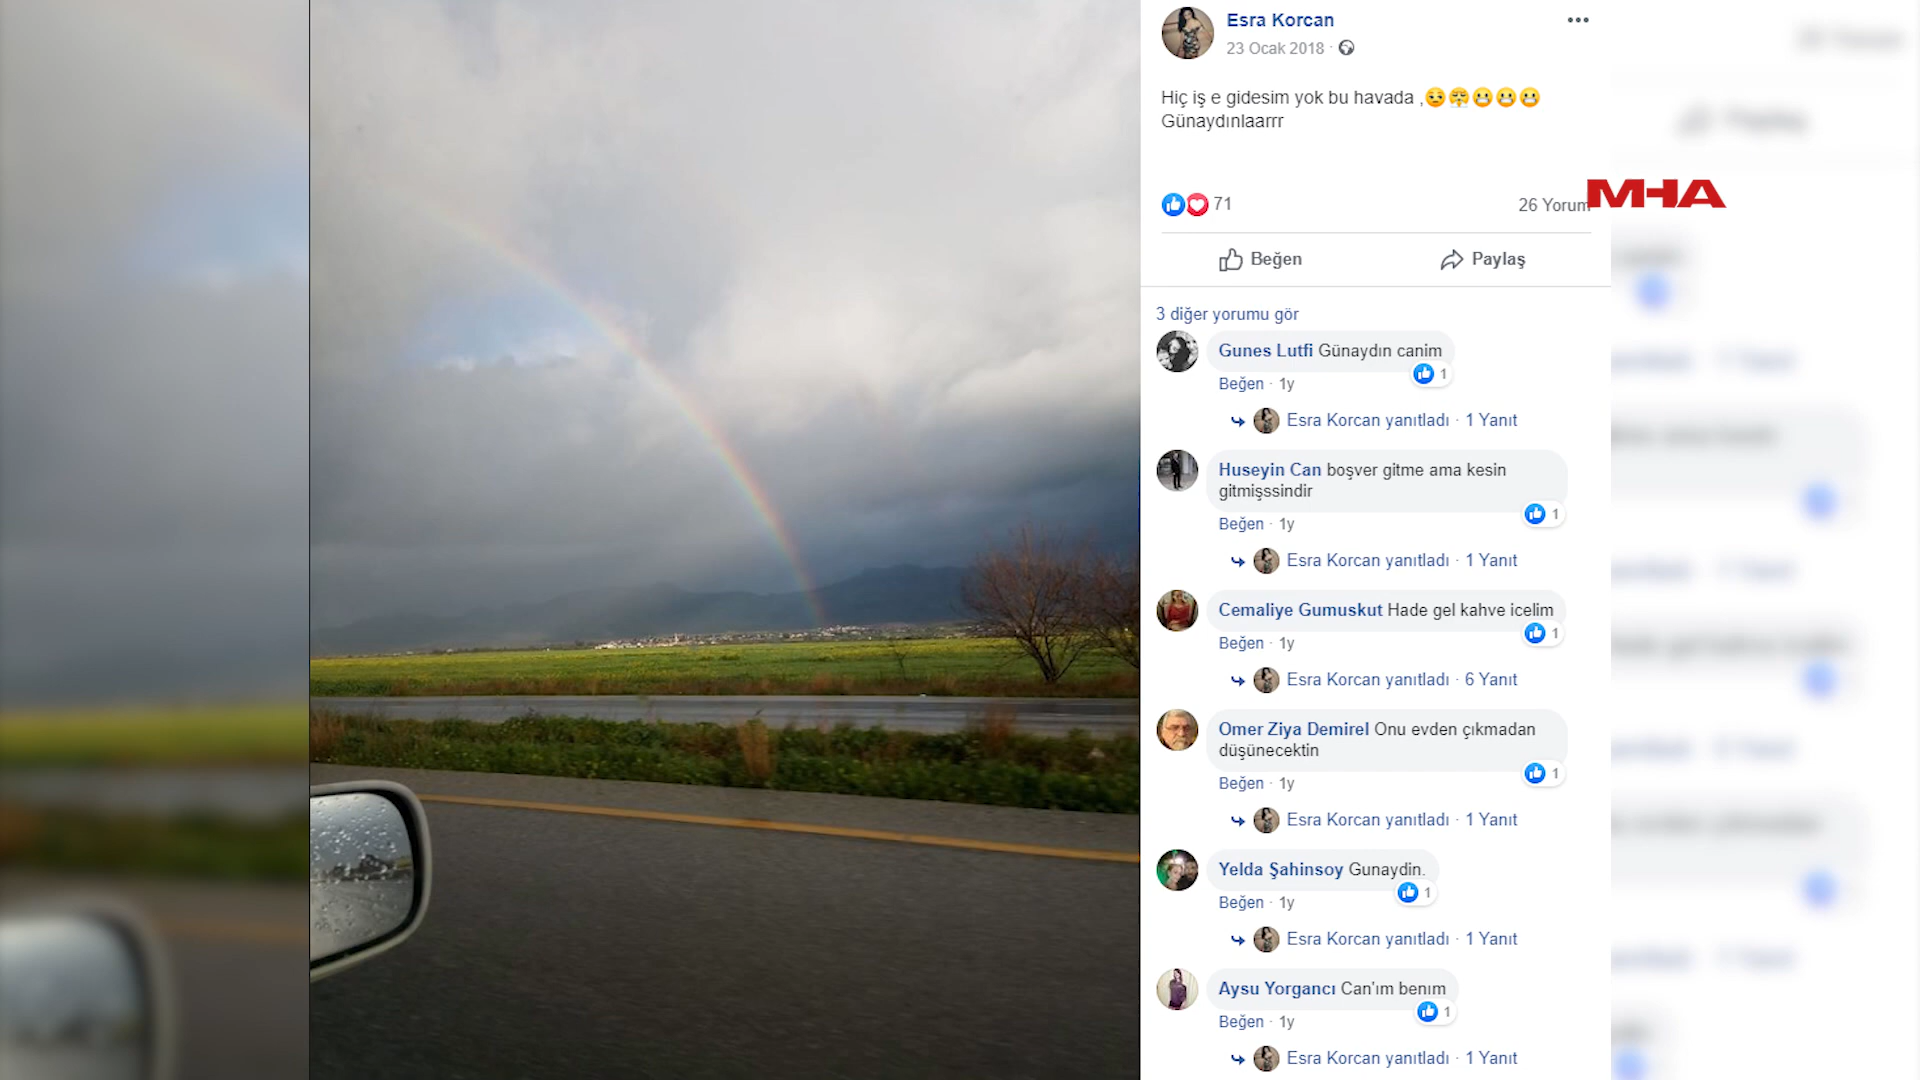 Esra Korcan
23 Ocak 2018 ·
Hiç iş e gidesim yok bu havada ,😒😤😬😬😬
Günaydınlaarrr
71
26 Yorum
MHA
Beğen
Paylaş
3 diğer yorumu gör
Gunes Lutfi Günaydın canim
1
Beğen · 1y
Esra Korcan yanıtladı · 1 Yanıt
Huseyin Can boşver gitme ama kesin
gitmişssindir
1
Beğen · 1y
Esra Korcan yanıtladı · 1 Yanıt
Cemaliye Gumuskut Hade gel kahve icelim
1
Beğen · 1y
Esra Korcan yanıtladı · 6 Yanıt
Omer Ziya Demirel Onu evden çıkmadan
düşünecektin
1
Beğen · 1y
Esra Korcan yanıtladı · 1 Yanıt
Yelda Şahinsoy Gunaydin.
1
Beğen · 1y
Esra Korcan yanıtladı · 1 Yanıt
Aysu Yorgancı Can'ım benım
1
Beğen · 1y
Esra Korcan yanıtladı · 1 Yanıt